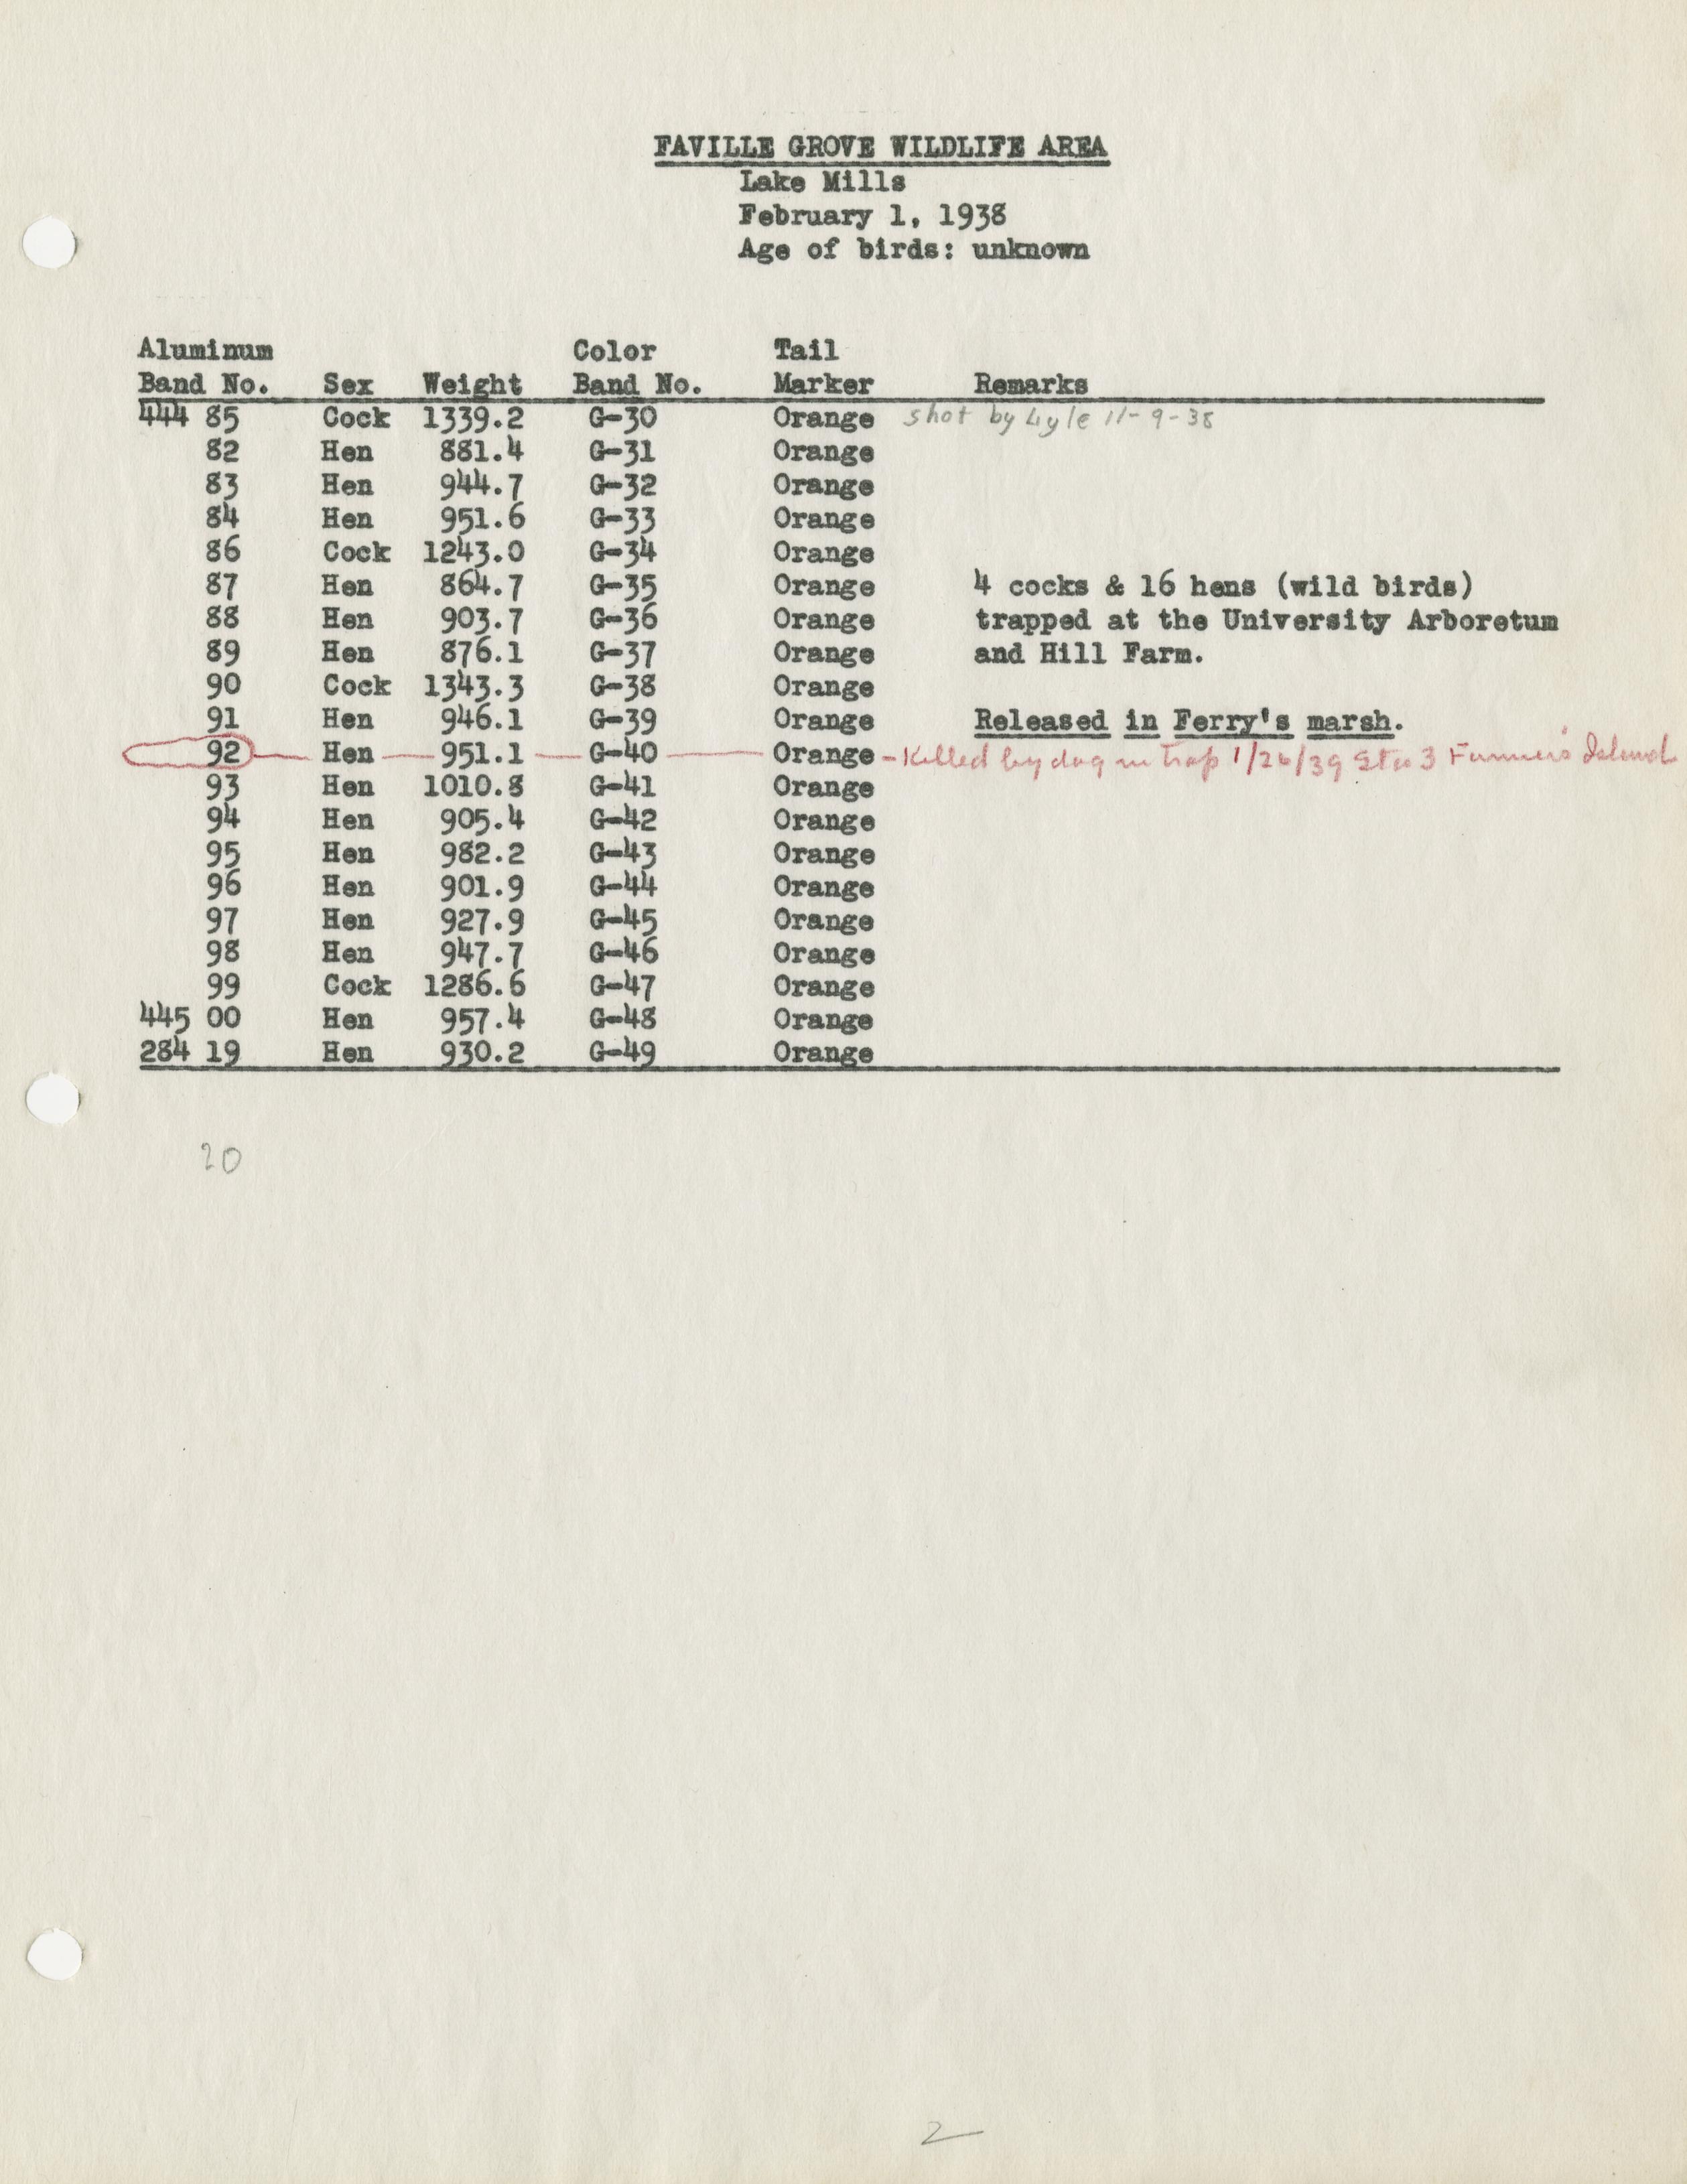 FAVILLE GROVE WILDLIFE AREA
Lake Mills
February 1, 1938
Age of birds: unknown
Aluminum Color Tail
Band No. Sex Weight Band No. Marker Remarks
444 85 Cock 1339.2 G-30 Orange shot by Lyle 11-9-38
82 Hen 881.4 G-31 Orange
83 Hen 944.7 G-32 Orange
84 Hen 951.6 G-33 Orange
86 Cock 1243.0 G-34 Orange
87 Hen 864.7 G-35 Orange 4 cocks & 16 hens (wild birds)
88 Hen 903.7 G-36 Orange trapped at the University Arboretum
89 Hen 876.1 G-37 Orange and Hill Farm.
90 Cock 1343.3 G-38 Orange
91 Hen 946.1 G-39 Orange Released in Ferry's marsh.
92 Hen 951.1 G-40 Orange - Killed by dog in trap 1/26/39 3 Island
93 Hen 1010.8 G-41 Orange
94 Hen 905.4 G-42 Orange
95 Hen 982.2 G-43 Orange
96 Hen 901.9 G-44 Orange
97 Hen 927.9 G-45 Orange
98 Hen 947.7 G-46 Orange
99 Cock 1286.6 G-47 Orange
445 00 Hen 957.4 G-48 Orange
284 19 Hen 930.2 G-49 Orange
20
2